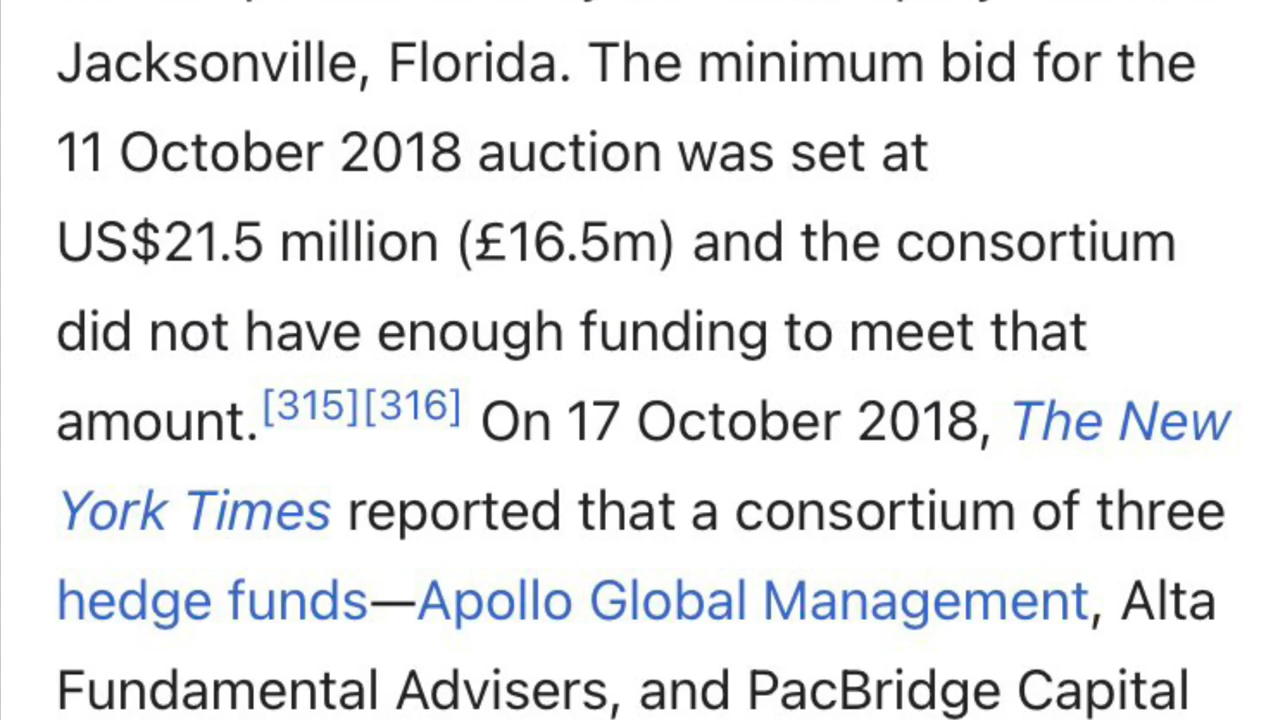 Jacksonville, Florida. The minimum bid for the
11 October 2018 auction was set at
US$21.5 million (£16.5m) and the consortium
did not have enough funding to meet that
amount.[315][316] On 17 October 2018, The New
York Times reported that a consortium of three
hedge funds—Apollo Global Management, Alta
Fundamental Advisers, and PacBridge Capital